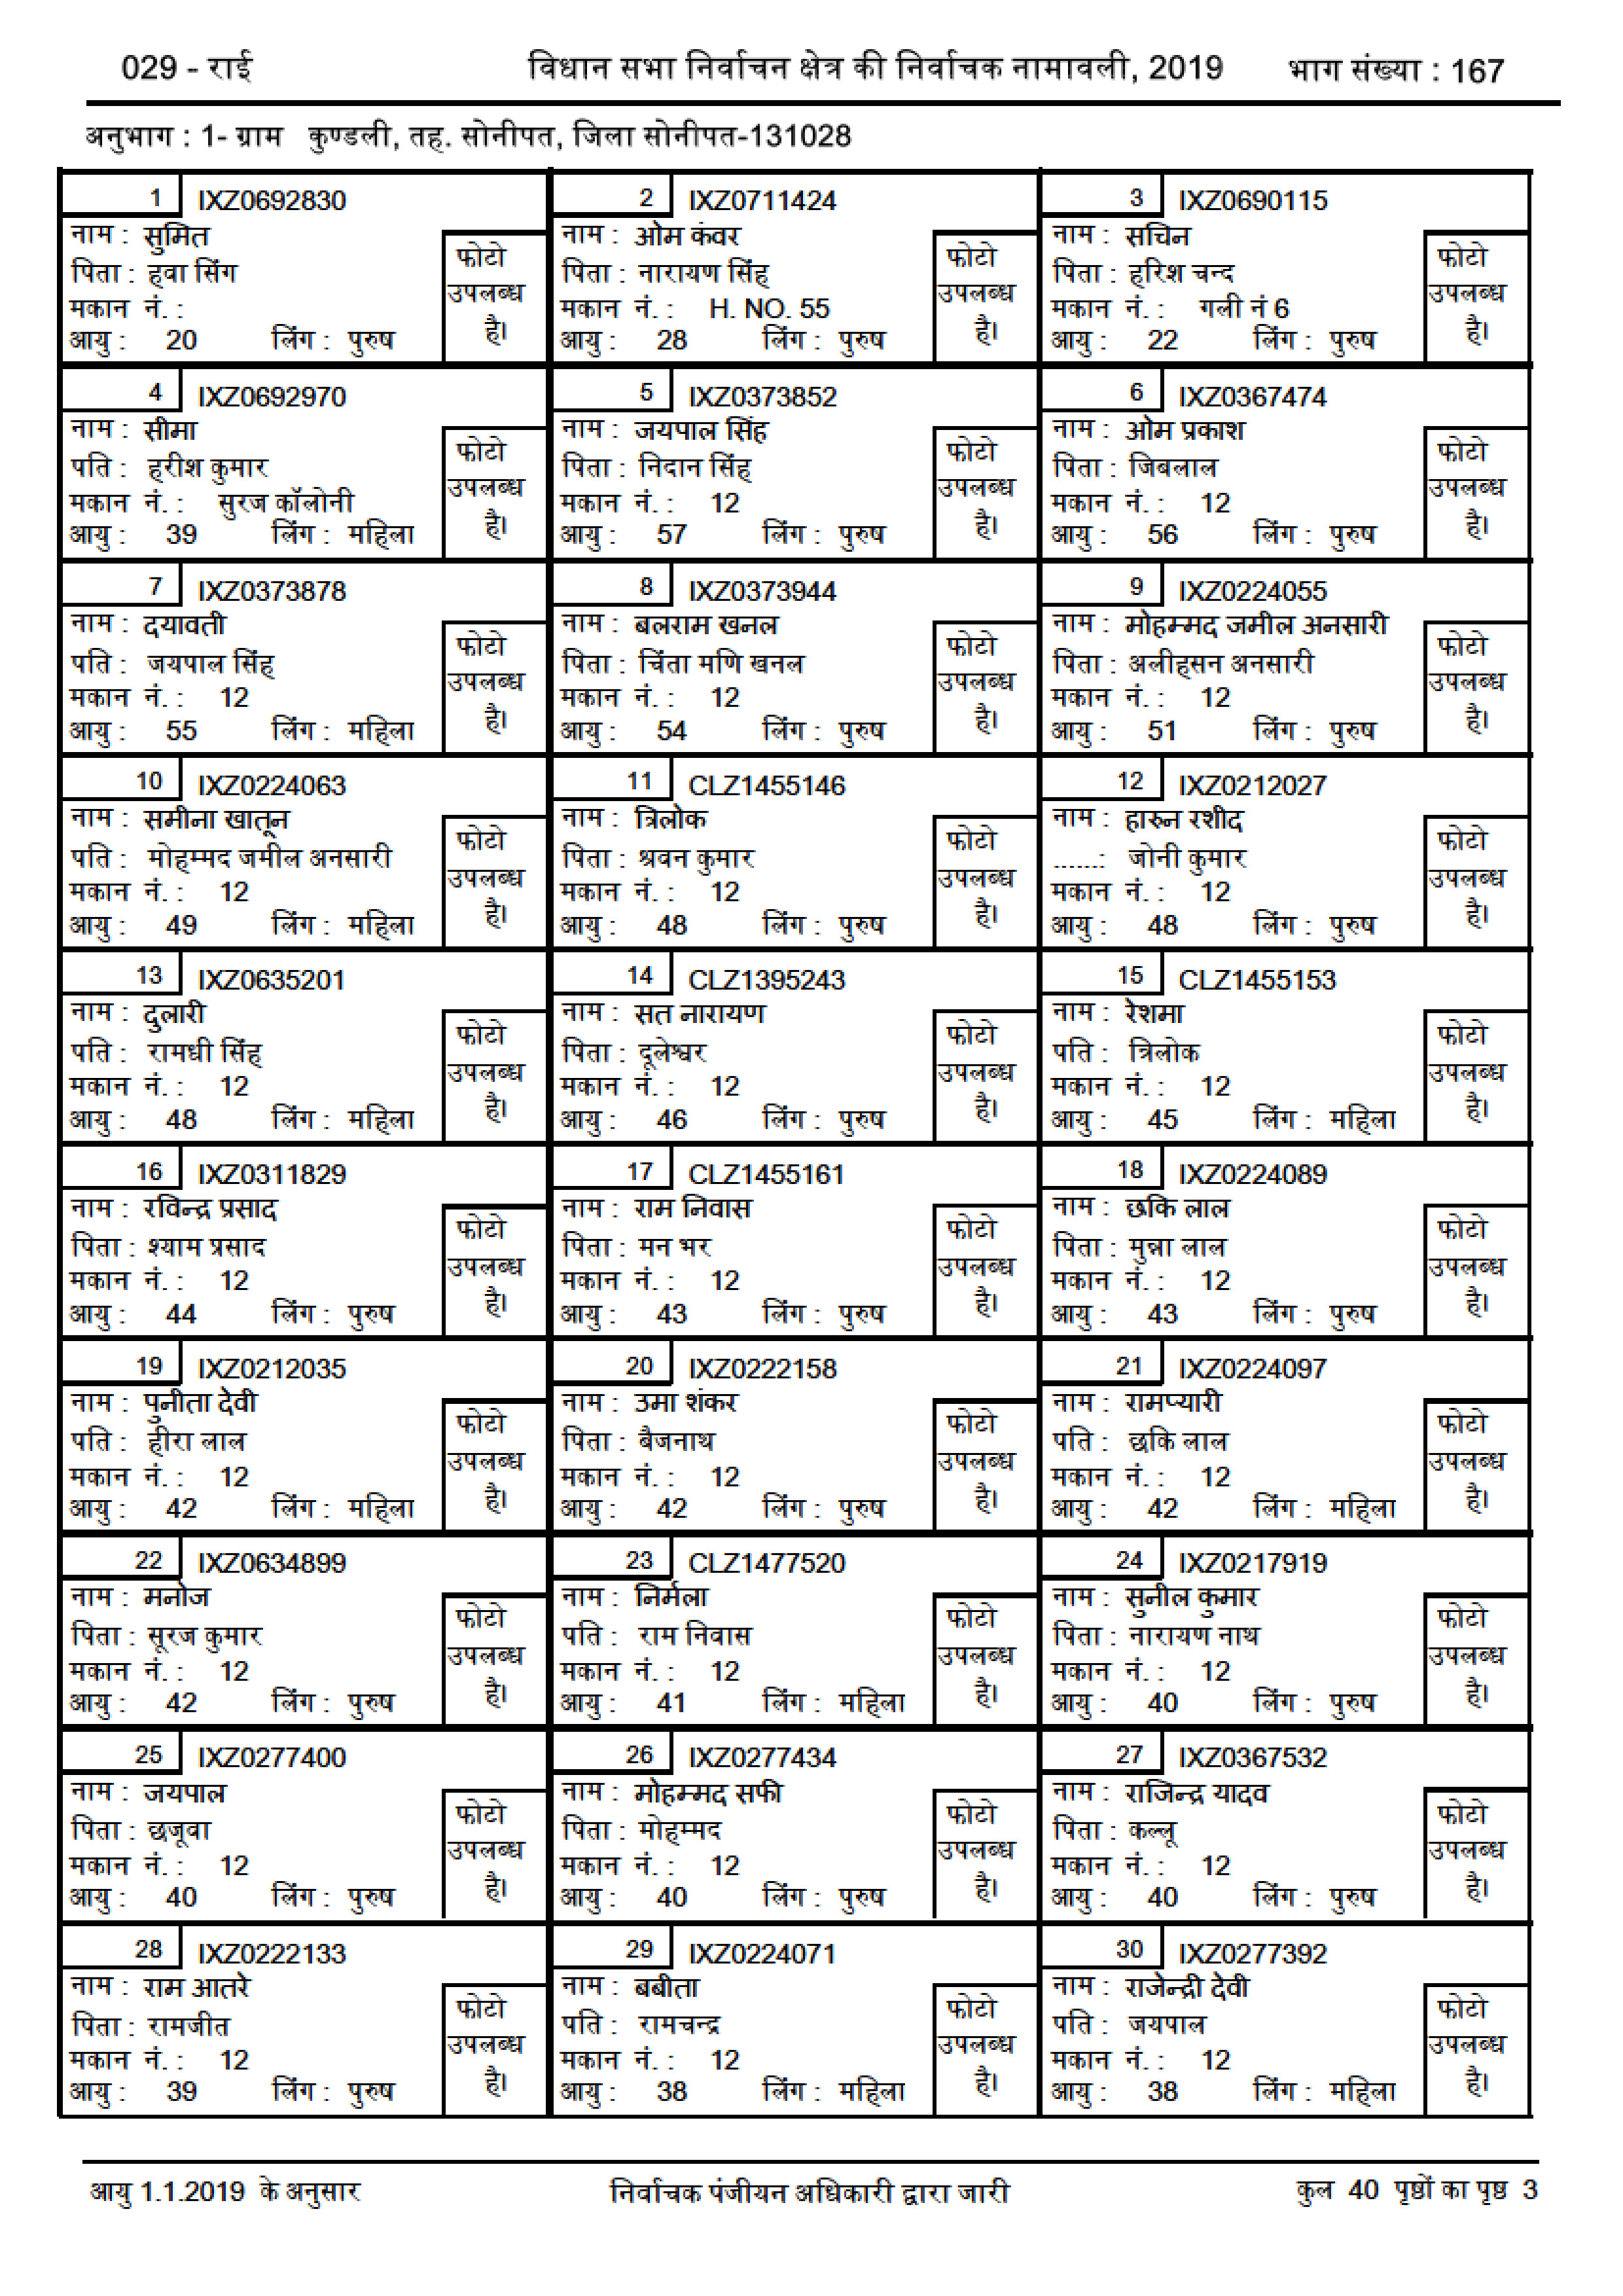 029 - राई विधान सभा निर्वाचन क्षेत्र की निर्वाचक नामावली, 2019 भाग संख्या : 167
अनुभाग : 1- ग्राम कुण्डली, तह. सोनीपत, जिला सोनीपत-131028
1 IXZ0692830
नाम : सुमित
पिता : हवा सिंग
मकान नं. :
आयु : 20 लिंग : पुरुष
फोटो
उपलब्ध
है।
2 IXZ0711424
नाम : ओम कंवर
पिता : नारायण सिंह
मकान नं. : H. NO. 55
आयु : 28 लिंग : पुरुष
फोटो
उपलब्ध
है।
3 IXZ0690115
नाम : सचिन
पिता : हरिश चन्द
मकान नं. : गली नं 6
आयु : 22 लिंग : पुरुष
फोटो
उपलब्ध
है।
4 IXZ0692970
नाम : सीमा
पति : हरीश कुमार
मकान नं. : सुरज कॉलोनी
आयु : 39 लिंग : महिला
फोटो
उपलब्ध
है।
5 IXZ0373852
नाम : जयपाल सिंह
पिता : निदान सिंह
मकान नं. : 12
आयु : 57 लिंग : पुरुष
फोटो
उपलब्ध
है।
6 IXZ0367474
नाम : ओम प्रकाश
पिता : जिबलाल
मकान नं. : 12
आयु : 56 लिंग : पुरुष
फोटो
उपलब्ध
है।
7 IXZ0373878
नाम : दयावती
पति : जयपाल सिंह
मकान नं. : 12
आयु : 55 लिंग : महिला
फोटो
उपलब्ध
है।
8 IXZ0373944
नाम : बलराम खनल
पिता : चिंता मणि खनल
मकान नं. : 12
आयु : 54 लिंग : पुरुष
फोटो
उपलब्ध
है।
9 IXZ0224055
नाम : मोहम्मद जमील अनसारी
पिता : अलीहसन अनसारी
मकान नं. : 12
आयु : 51 लिंग : पुरुष
फोटो
उपलब्ध
है।
10 IXZ0224063
नाम : समीना खातून
पति : मोहम्मद जमील अनसारी
मकान नं. : 12
आयु : 49 लिंग : महिला
फोटो
उपलब्ध
है।
11 CLZ1455146
नाम : त्रिलोक
पिता : श्रवन कुमार
मकान नं. : 12
आयु : 48 लिंग : पुरुष
फोटो
उपलब्ध
है।
12 IXZ0212027
नाम : हारुन रशीद
......: जोनी कुमार
मकान नं. : 12
आयु : 48 लिंग : पुरुष
फोटो
उपलब्ध
है।
13 IXZ0635201
नाम : दुलारी
पति : रामधी सिंह
मकान नं. : 12
आयु : 48 लिंग : महिला
फोटो
उपलब्ध
है।
14 CLZ1395243
नाम : सत नारायण
पिता : दूलेश्वर
मकान नं. : 12
आयु : 46 लिंग : पुरुष
फोटो
उपलब्ध
है।
15 CLZ1455153
नाम : रेशमा
पति : त्रिलोक
मकान नं. : 12
आयु : 45 लिंग : महिला
फोटो
उपलब्ध
है।
16 IXZ0311829
नाम : रविन्द्र प्रसाद
पिता : श्याम प्रसाद
मकान नं. : 12
आयु : 44 लिंग : पुरुष
फोटो
उपलब्ध
है।
17 CLZ1455161
नाम : राम निवास
पिता : मन भर
मकान नं. : 12
आयु : 43 लिंग : पुरुष
फोटो
उपलब्ध
है।
18 IXZ0224089
नाम : छकि लाल
पिता : मुन्ना लाल
मकान नं. : 12
आयु : 43 लिंग : पुरुष
फोटो
उपलब्ध
है।
19 IXZ0212035
नाम : पुनीता देवी
पति : हीरा लाल
मकान नं. : 12
आयु : 42 लिंग : महिला
फोटो
उपलब्ध
है।
20 IXZ0222158
नाम : उमा शंकर
पिता : बैजनाथ
मकान नं. : 12
आयु : 42 लिंग : पुरुष
फोटो
उपलब्ध
है।
21 IXZ0224097
नाम : रामप्यारी
पति : छकि लाल
मकान नं. : 12
आयु : 42 लिंग : महिला
फोटो
उपलब्ध
है।
22 IXZ0634899
नाम : मनोज
पिता : सूरज कुमार
मकान नं. : 12
आयु : 42 लिंग : पुरुष
फोटो
उपलब्ध
है।
23 CLZ1477520
नाम : निर्मला
पति : राम निवास
मकान नं. : 12
आयु : 41 लिंग : महिला
फोटो
उपलब्ध
है।
24 IXZ0217919
नाम : सुनील कुमार
पिता : नारायण नाथ
मकान नं. : 12
आयु : 40 लिंग : पुरुष
फोटो
उपलब्ध
है।
25 IXZ0277400
नाम : जयपाल
पिता : छजूवा
मकान नं. : 12
आयु : 40 लिंग : पुरुष
फोटो
उपलब्ध
है।
26 IXZ0277434
नाम : मोहम्मद सफी
पिता : मोहम्मद
मकान नं. : 12
आयु : 40 लिंग : पुरुष
फोटो
उपलब्ध
है।
27 IXZ0367532
नाम : राजिन्द्र यादव
पिता : कल्लू
मकान नं. : 12
आयु : 40 लिंग : पुरुष
फोटो
उपलब्ध
है।
28 IXZ0222133
नाम : राम आतरे
पिता : रामजीत
मकान नं. : 12
आयु : 39 लिंग : पुरुष
फोटो
उपलब्ध
है।
29 IXZ0224071
नाम : बबीता
पति : रामचन्द्र
मकान नं. : 12
आयु : 38 लिंग : महिला
फोटो
उपलब्ध
है।
30 IXZ0277392
नाम : राजेन्द्री देवी
पति : जयपाल
मकान नं. : 12
आयु : 38 लिंग : महिला
फोटो
उपलब्ध
है।
आयु 1.1.2019 के अनुसार निर्वाचक पंजीयन अधिकारी द्वारा जारी कुल 40 पृष्ठों का पृष्ठ 3